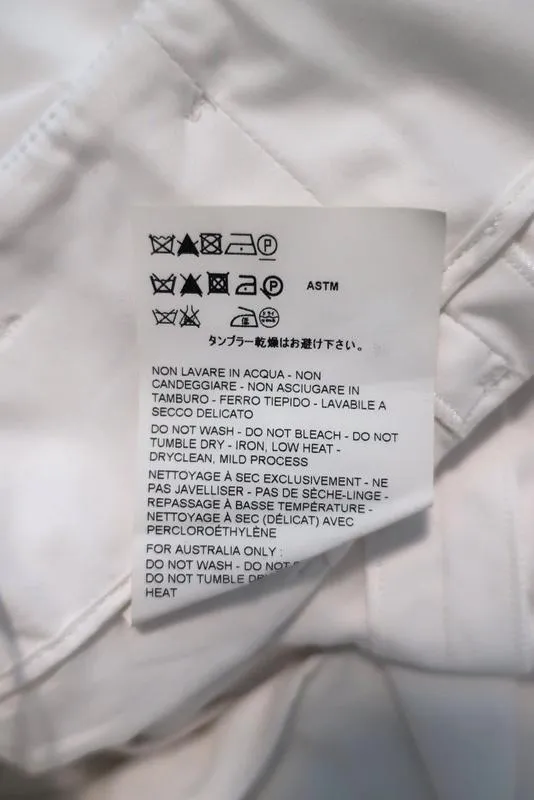 P
P ASTM
タンブラー乾燥はお避け下さい。
NON LAVARE IN ACQUA - NON
CANDEGGIARE - NON ASCIUGARE IN
TAMBURO - FERRO TIEPIDO - LAVABILE A
SECCO DELICATO
DO NOT WASH - DO NOT BLEACH - DO NOT
TUMBLE DRY - IRON, LOW HEAT -
DRYCLEAN, MILD PROCESS
NETTOYAGE À SEC EXCLUSIVEMENT - NE
PAS JAVELLISER - PAS DE SÈCHE-LINGE -
REPASSAGE À BASSE TEMPÉRATURE -
NETTOYAGE À SEC (DÉLICAT) AVEC
PERCLOROÉTHYLÈNE
FOR AUSTRALIA ONLY :
DO NOT WASH - DO NOT
DO NOT TUMBLE
HEAT